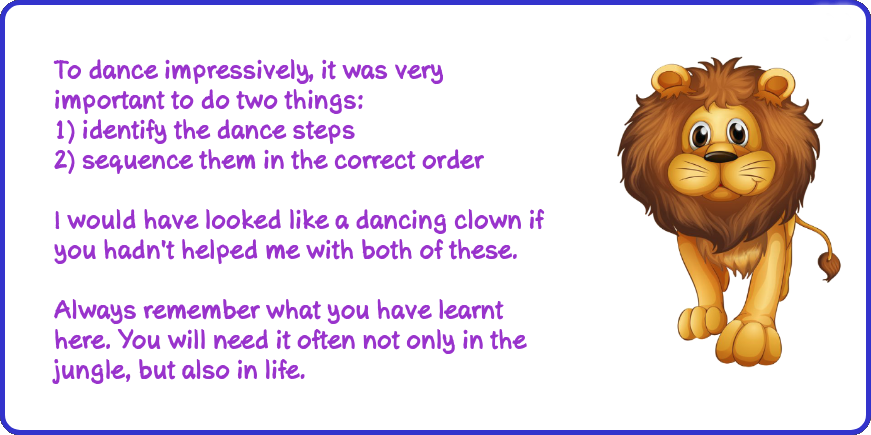 To dance impressively, it was very
important to do two things:
1) identify the dance steps
2) sequence them in the correct order
I would have looked like a dancing clown if
you hadn't helped me with both of these.
Always remember what you have learnt
here. You will need it often not only in the
jungle, but also in life.